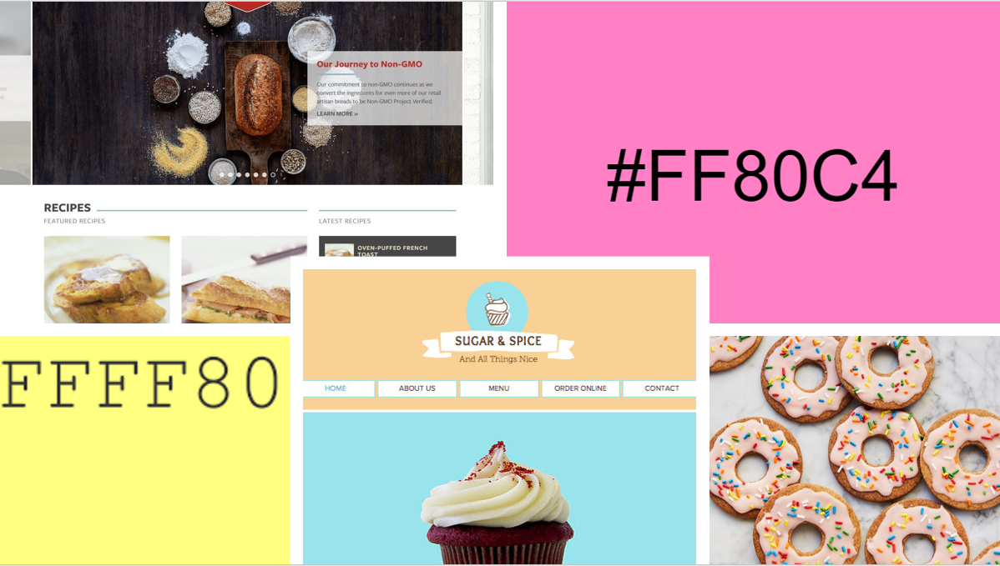 Our Journey to Non-GMO
Our commitment to non-GMO continues as we
convert the ingredients for even more of our retail
artisan breads to be Non-GMO Project Verified.
LEARN MORE »
RECIPES
FEATURED RECIPES
LATEST RECIPES
OVEN-PUFFED FRENCH
TOAST
#FF80C4
FFFF80
SUGAR & SPICE
And All Things Nice
HOME
ABOUT US
MENU
ORDER ONLINE
CONTACT